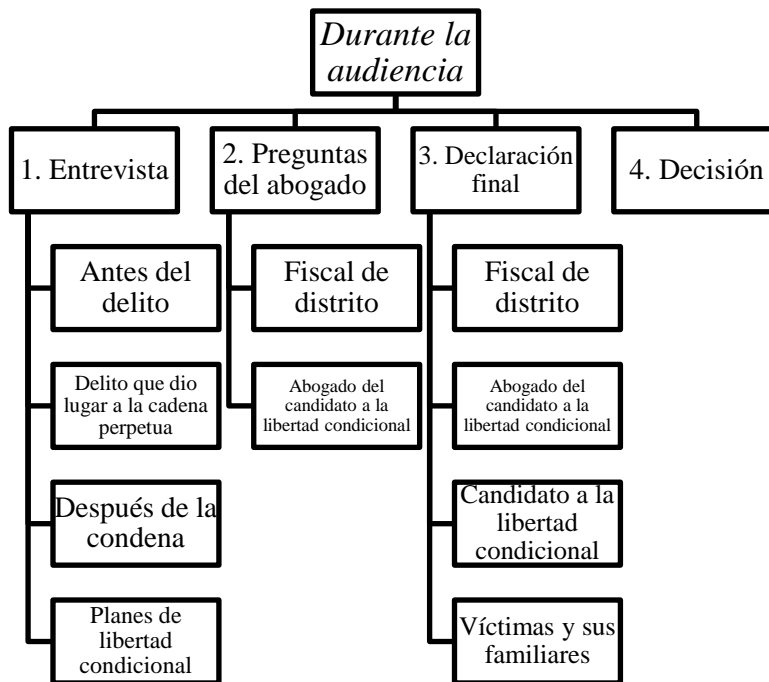 Durante la
audiencia
1. Entrevista
2. Preguntas
del abogado
3. Declaración
final
4. Decisión
Antes del
delito
Delito que dio
lugar a la cadena
perpetua
Después de la
condena
Planes de
libertad
condicional
Fiscal de
distrito
Abogado del
candidato a la
libertad condicional
Fiscal de
distrito
Abogado del
candidato a la
libertad condicional
Candidato a la
libertad
condicional
Víctimas y sus
familiares